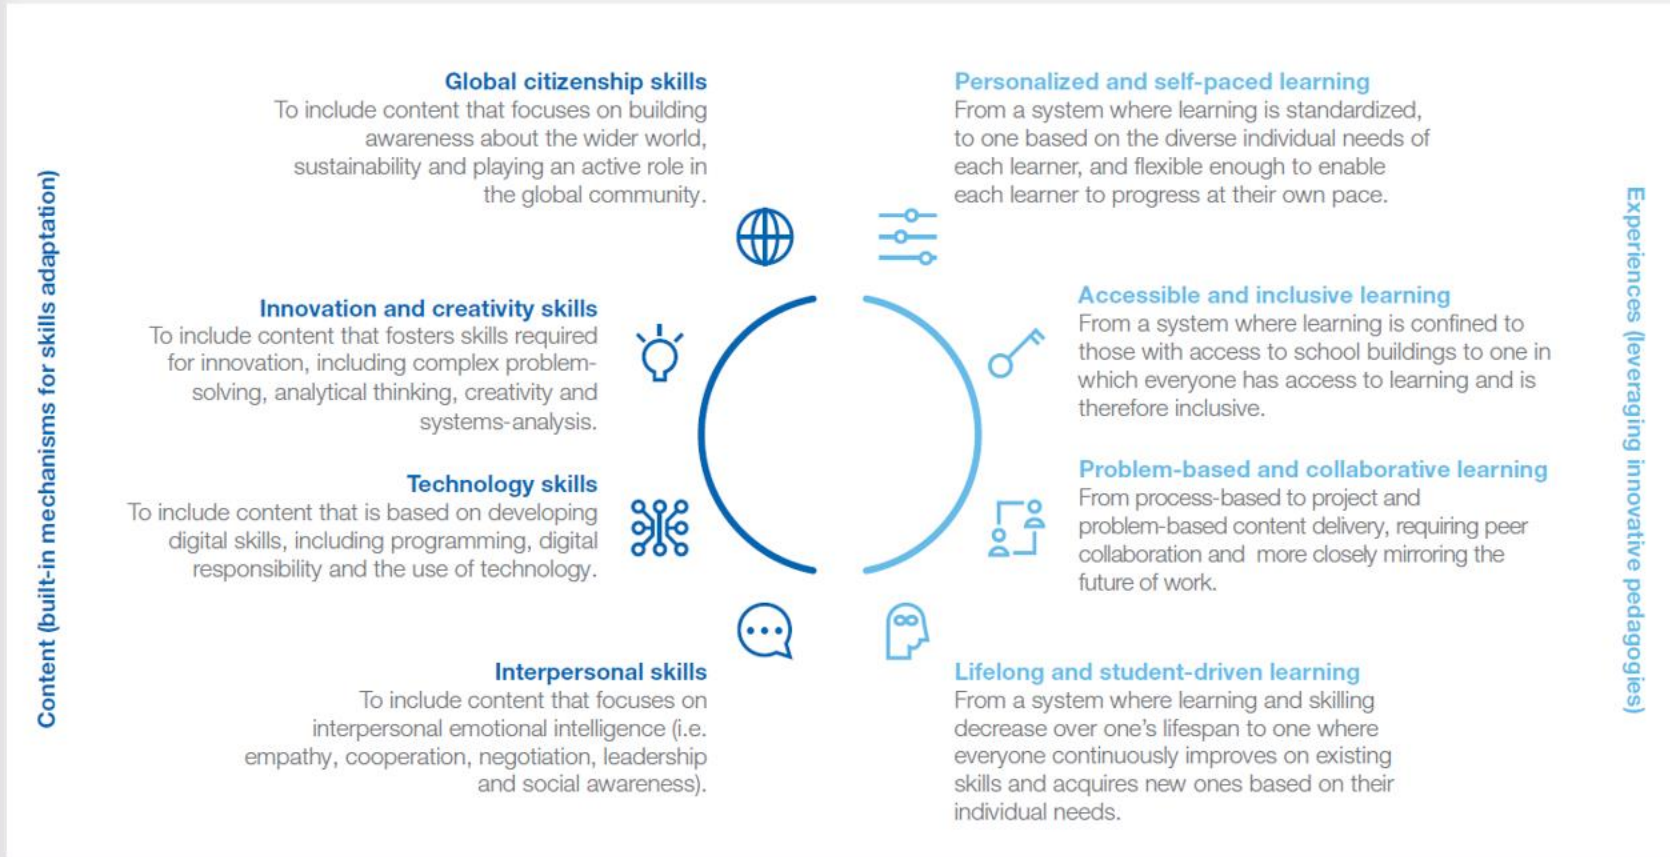 Content (built-in mechanisms for skills adaptation)
Global citizenship skills
To include content that focuses on building
awareness about the wider world,
sustainability and playing an active role in
the global community.
Innovation and creativity skills
To include content that fosters skills required
for innovation, including complex problem-
solving, analytical thinking, creativity and
systems-analysis.
Technology skills
To include content that is based on developing
digital skills, including programming, digital
responsibility and the use of technology.
Interpersonal skills
To include content that focuses on
interpersonal emotional intelligence (i.e.
empathy, cooperation, negotiation, leadership
and social awareness).
Personalized and self-paced learning
From a system where learning is standardized,
to one based on the diverse individual needs of
each learner, and flexible enough to enable
each learner to progress at their own pace.
Accessible and inclusive learning
From a system where learning is confined to
those with access to school buildings to one in
which everyone has access to learning and is
therefore inclusive.
Problem-based and collaborative learning
From process-based to project and
problem-based content delivery, requiring peer
collaboration and more closely mirroring the
future of work.
Lifelong and student-driven learning
From a system where learning and skilling
decrease over one's lifespan to one where
everyone continuously improves on existing
skills and acquires new ones based on their
individual needs.
Experiences (leveraging innovative pedagogies)